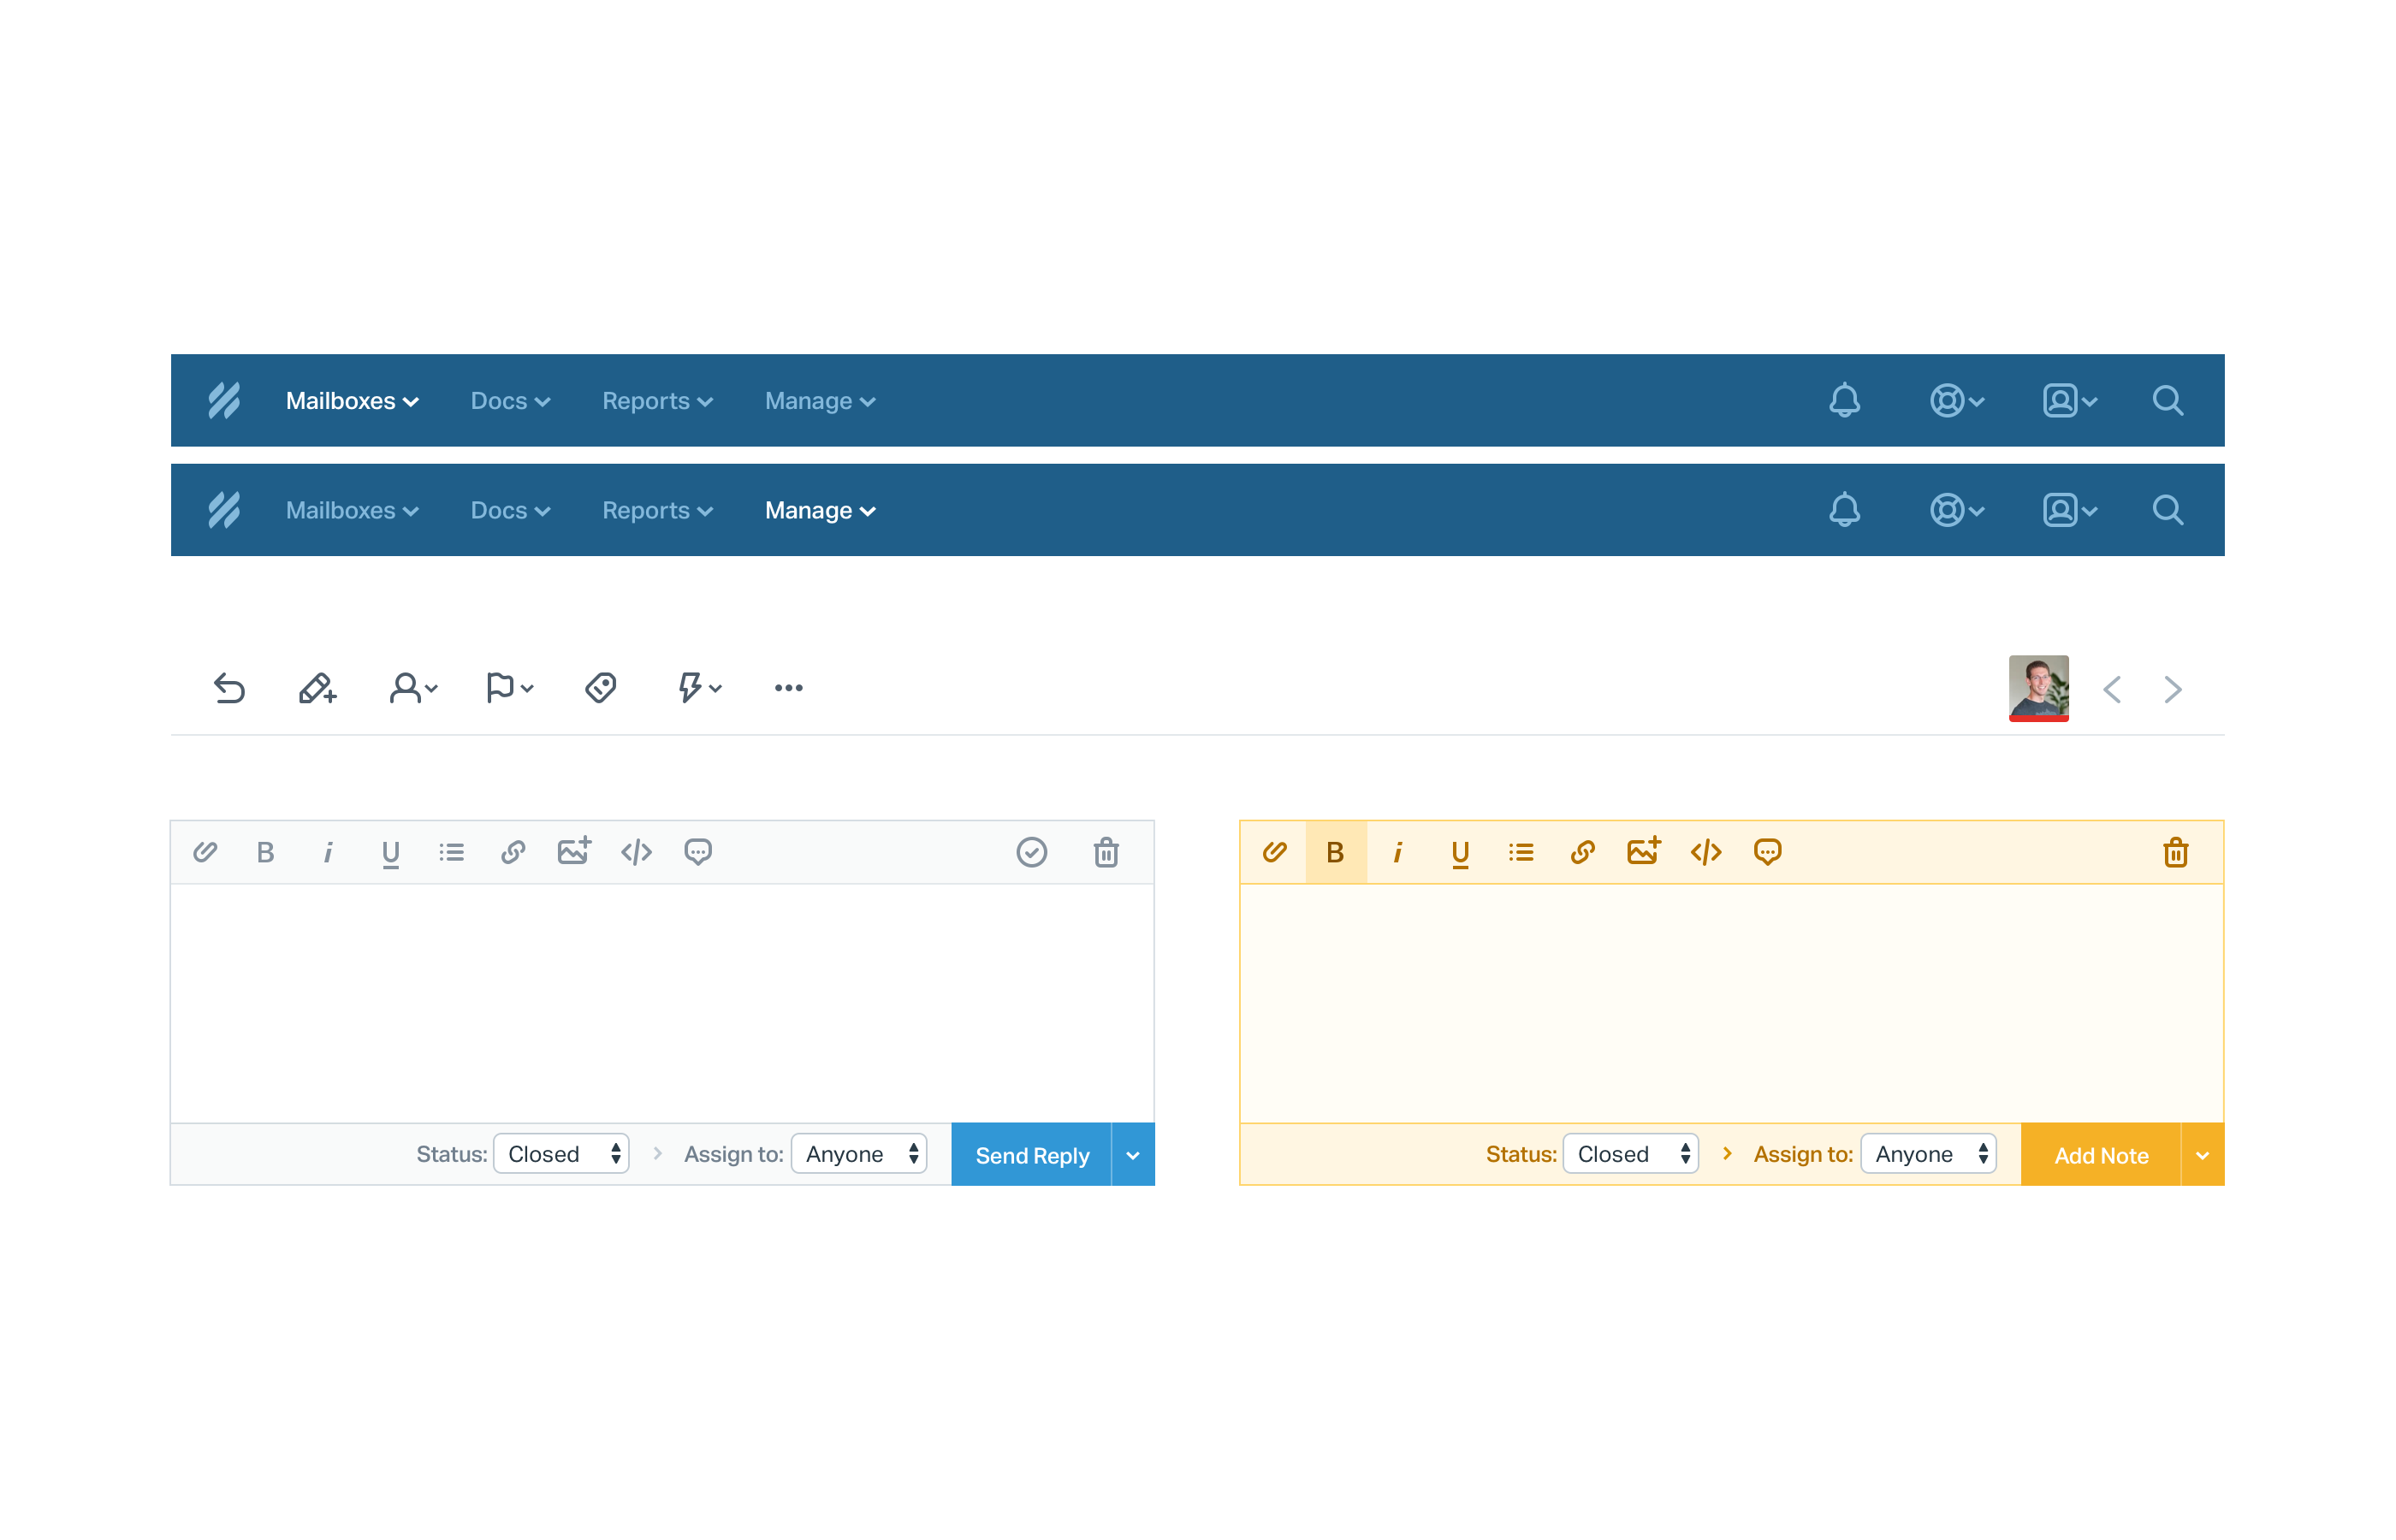 Mailboxes Docs Reports Manage
Mailboxes Docs Reports Manage
B i U
Status: Closed Assign to: Anyone Send Reply
B i U
Status: Closed Assign to: Anyone Add Note